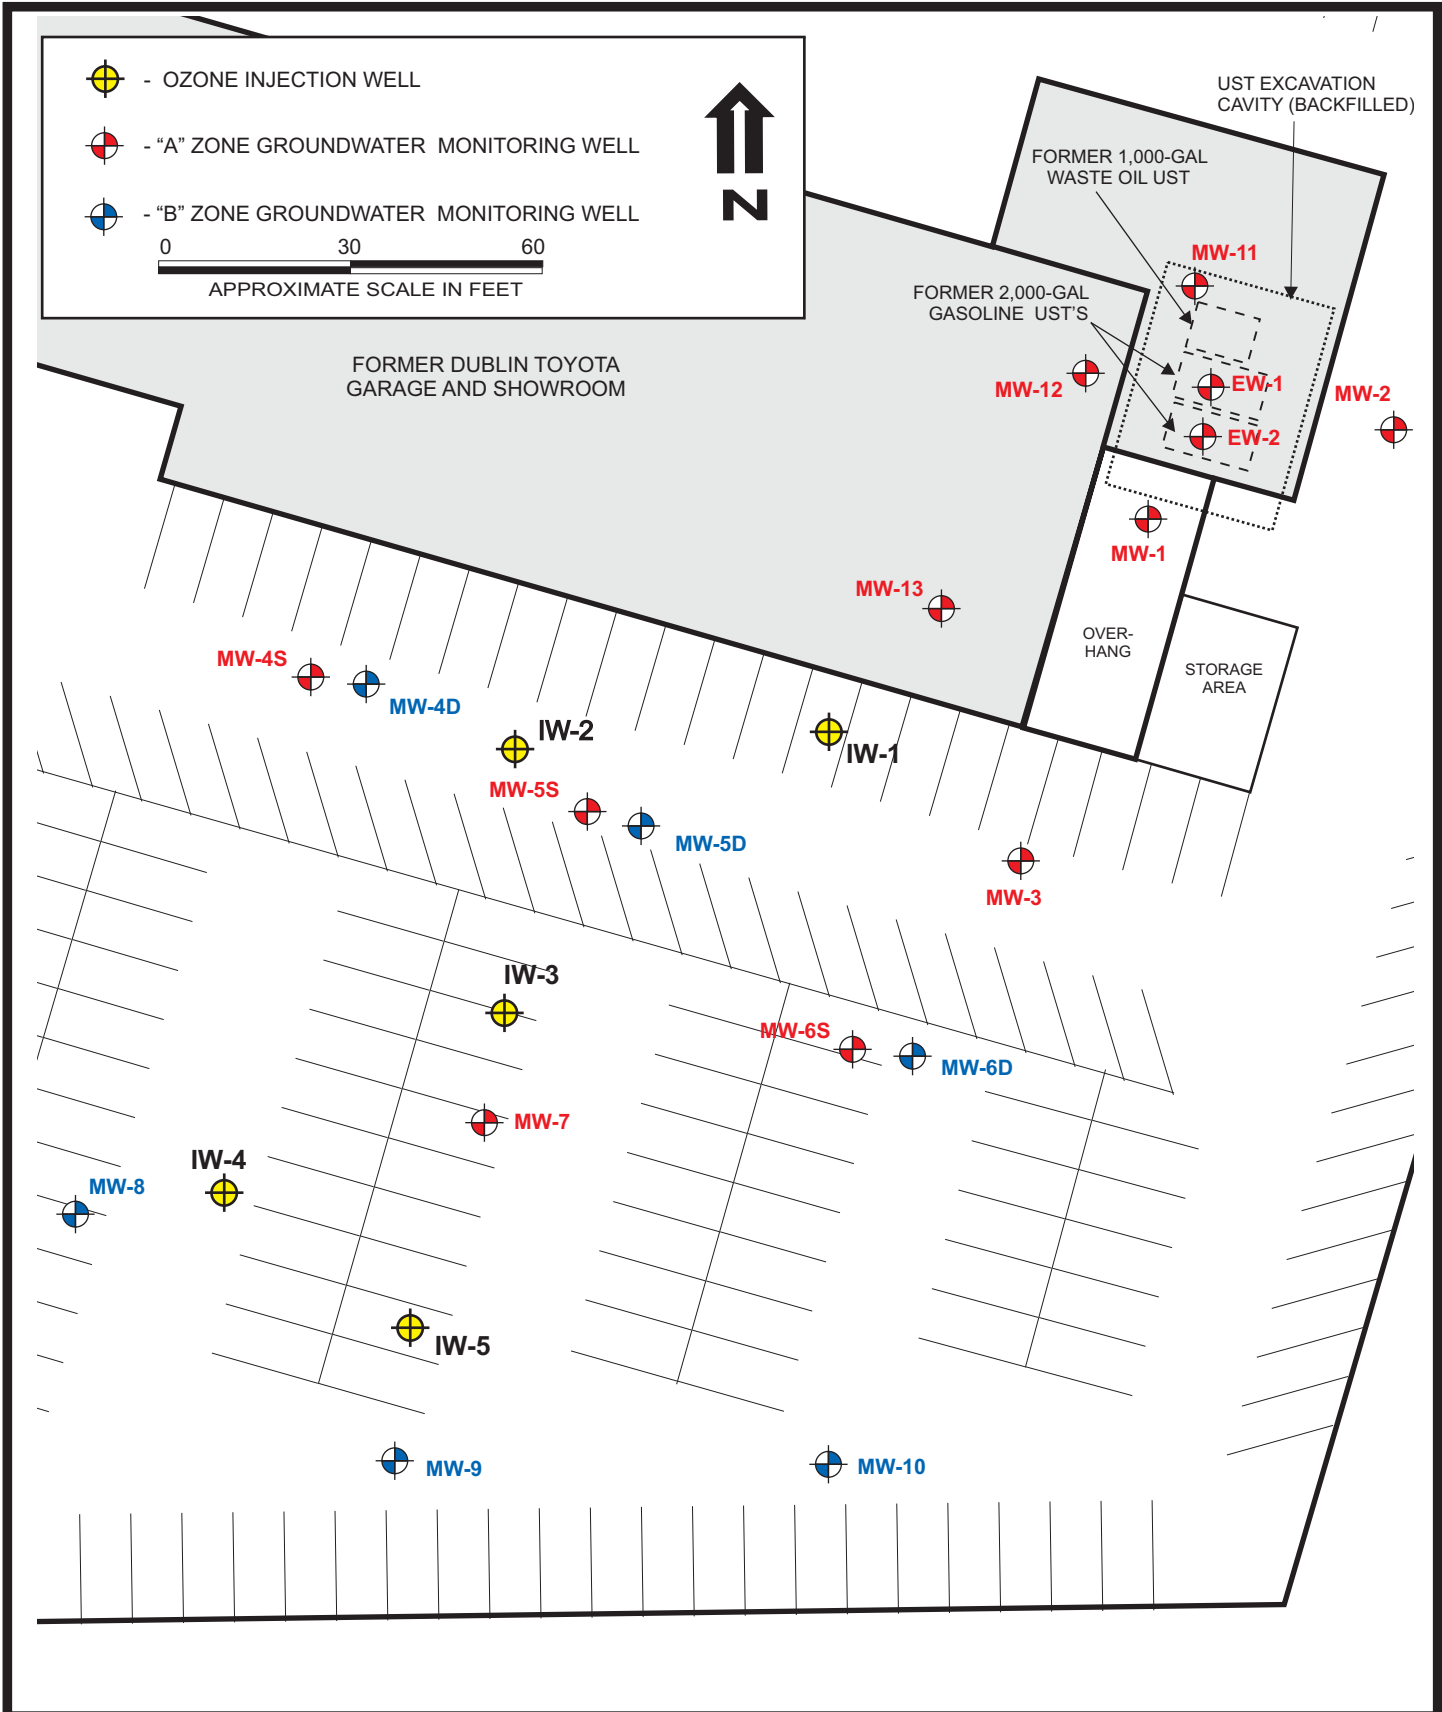 - OZONE INJECTION WELL
- “A” ZONE GROUNDWATER MONITORING WELL
- “B” ZONE GROUNDWATER MONITORING WELL
0 30 60
APPROXIMATE SCALE IN FEET
N
UST EXCAVATION
CAVITY (BACKFILLED)
FORMER 1,000-GAL
WASTE OIL UST
MW-11
FORMER 2,000-GAL
GASOLINE UST'S
FORMER DUBLIN TOYOTA
GARAGE AND SHOWROOM
MW-12
EW-1
MW-2
EW-2
MW-1
MW-13
OVER-
HANG
STORAGE
AREA
MW-4S
MW-4D
IW-2
IW-1
MW-5S
MW-5D
MW-3
IW-3
MW-6S
MW-6D
MW-7
IW-4
MW-8
IW-5
MW-9
MW-10